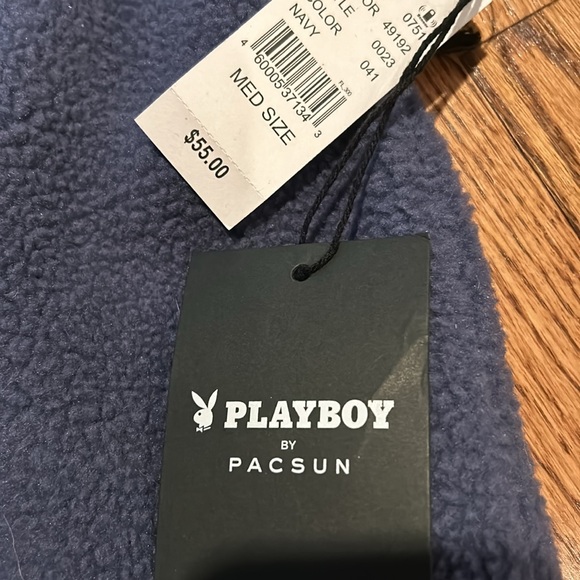 OR 49192 0751
LE 0023
COLOR 041
NAVY
FL_300
4 60005 37134 3
MED SIZE
$55.00
PLAYBOY
BY
PACSUN